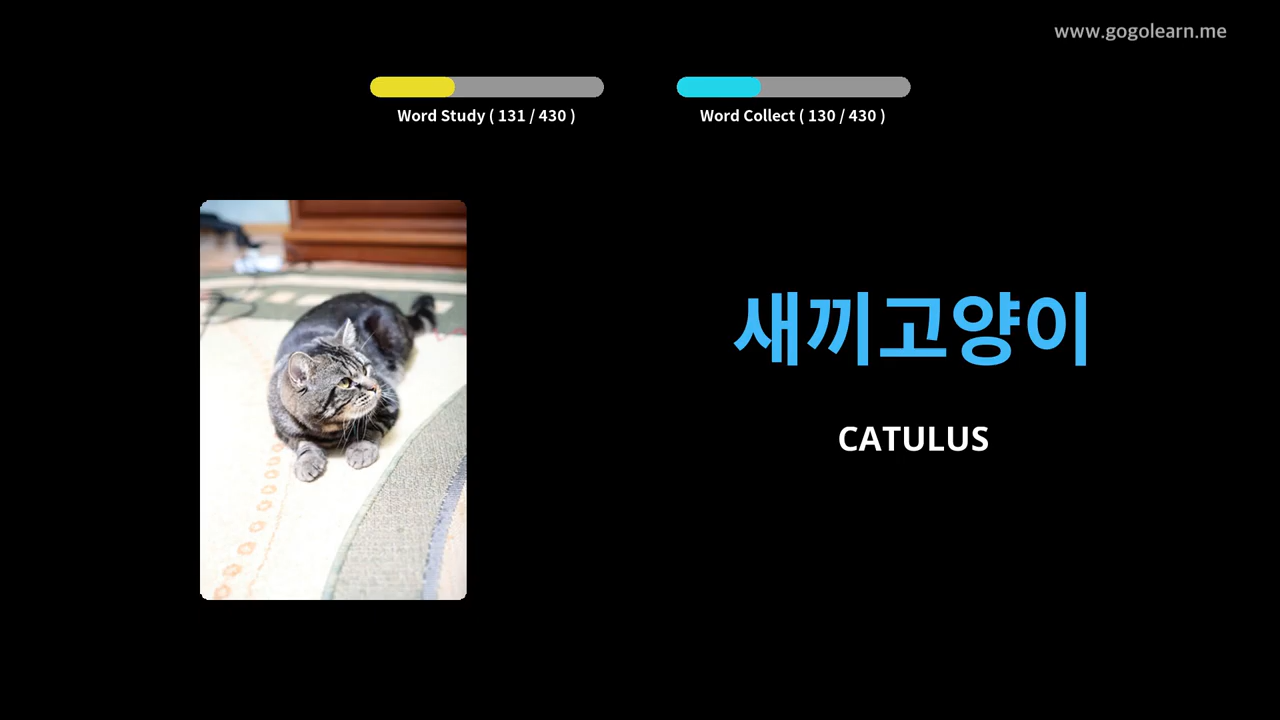 www.gogolearn.me
Word Study ( 131 / 430 )
Word Collect ( 130 / 430 )
새끼고양이
CATULUS